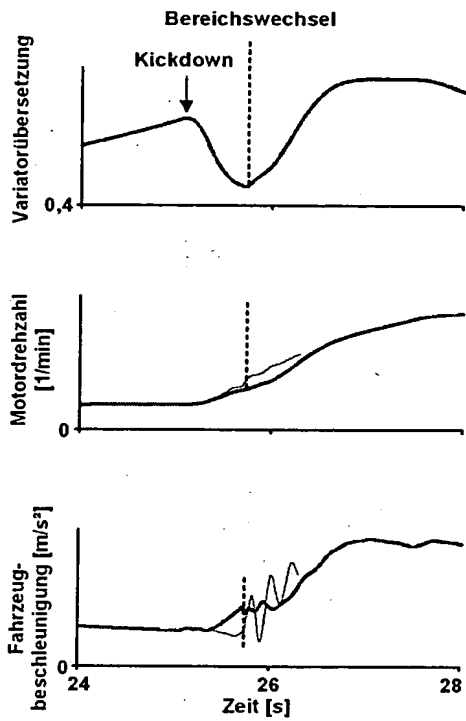 Bereichswechsel
Kickdown
Variatorübersetzung
0,4
Motordrehzahl
[1/min]
0
Fahrzeug-
beschleunigung [m/s²]
0
24
26
28
Zeit [s]